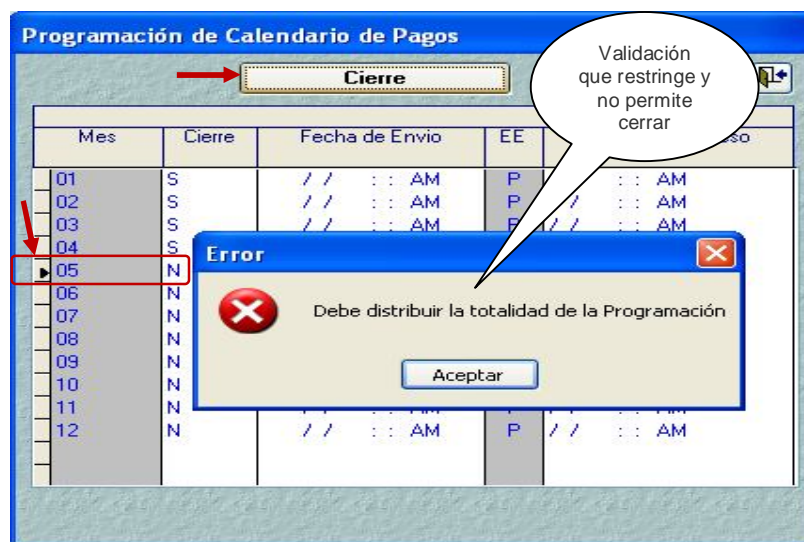 Programación de Calendario de Pagos
Cierre
Validación
que restringe y
no permite
cerrar
Mes Cierre Fecha de Envio EE
01 S / / : : AM P : : AM
02 S / / : : AM P / / : : AM
03 S / / : : AM P / / : : AM
04 S
05 N
06 N
07 N
08 N
09 N
10 N
11 N
12 N / / : : AM P / / : : AM
Error
Debe distribuir la totalidad de la Programación
Aceptar